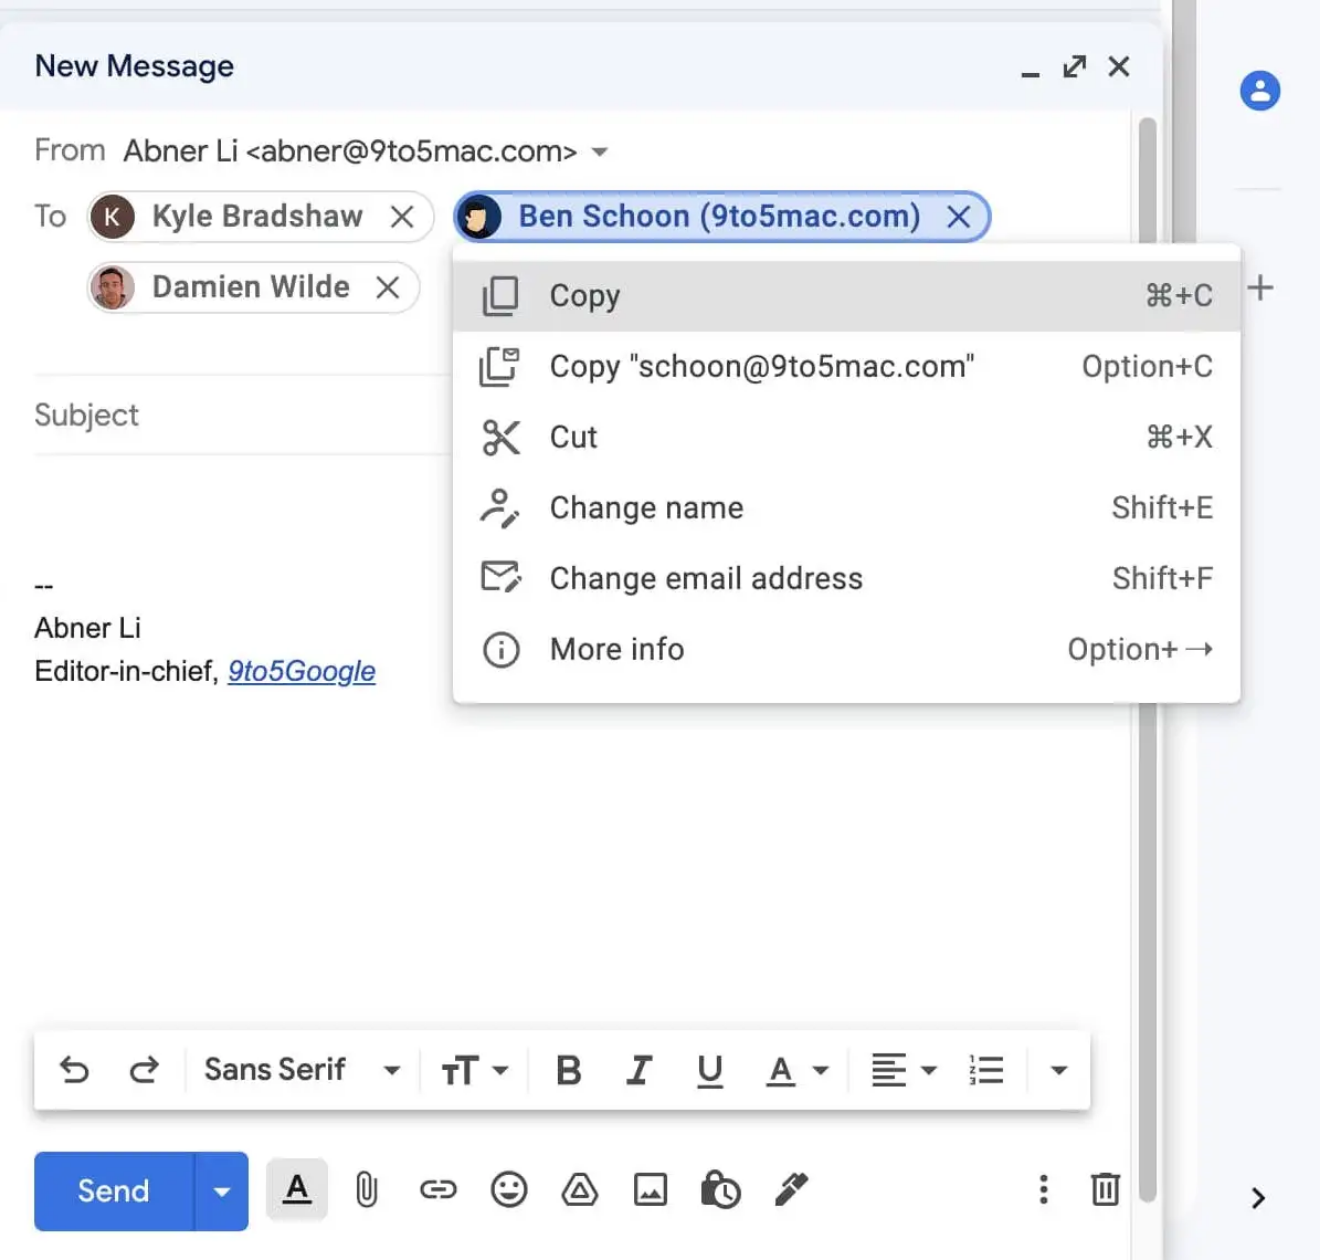 New Message
From Abner Li <abner@9to5mac.com>
To K Kyle Bradshaw Ben Schoon (9to5mac.com)
Damien Wilde
Copy ⌘+C
Copy "schoon@9to5mac.com" Option+C
Subject
Cut ⌘+X
Change name Shift+E
Change email address Shift+F
--
Abner Li
More info Option+→
Editor-in-chief, 9to5Google
Sans Serif TT B I U A
Send A